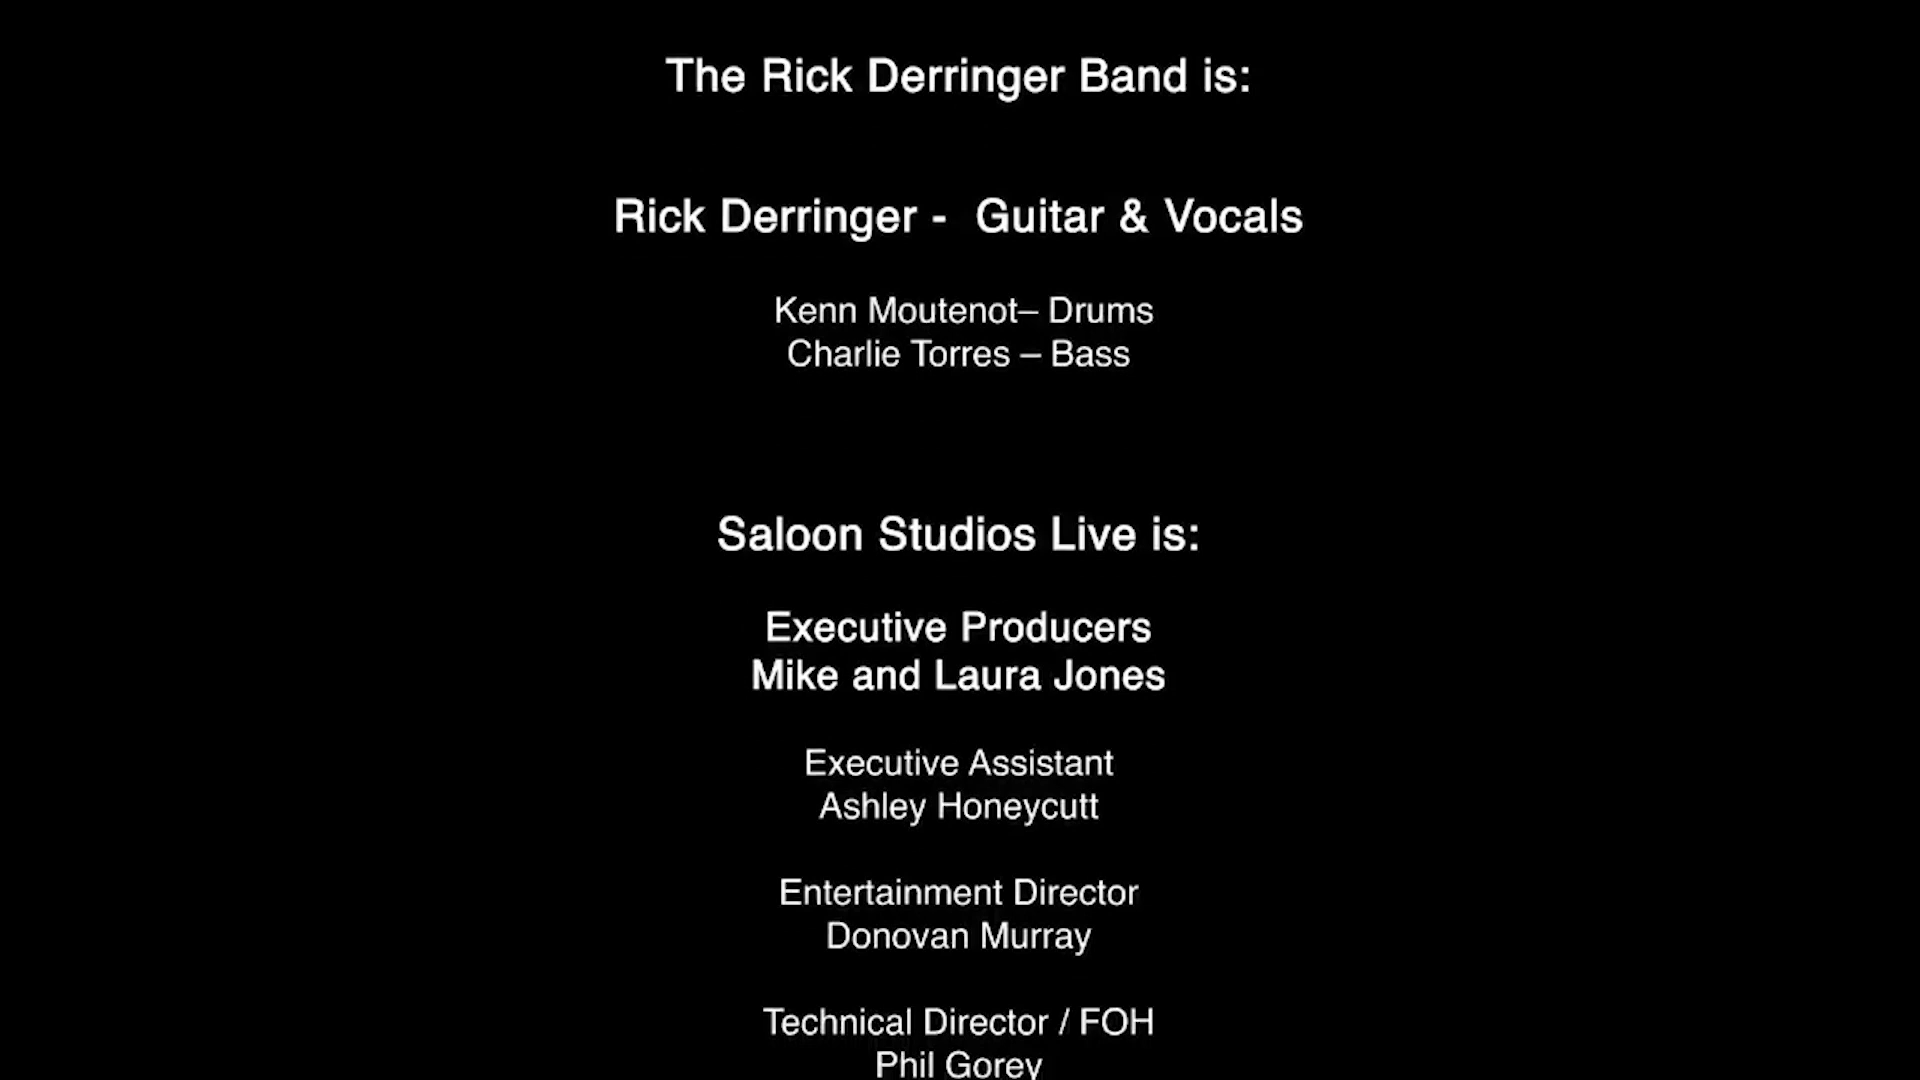 The Rick Derringer Band is:
Rick Derringer -  Guitar & Vocals
Kenn Moutenot– Drums
Charlie Torres – Bass
Saloon Studios Live is:
Executive Producers
Mike and Laura Jones
Executive Assistant
Ashley Honeycutt
Entertainment Director
Donovan Murray
Technical Director / FOH
Phil Gorey